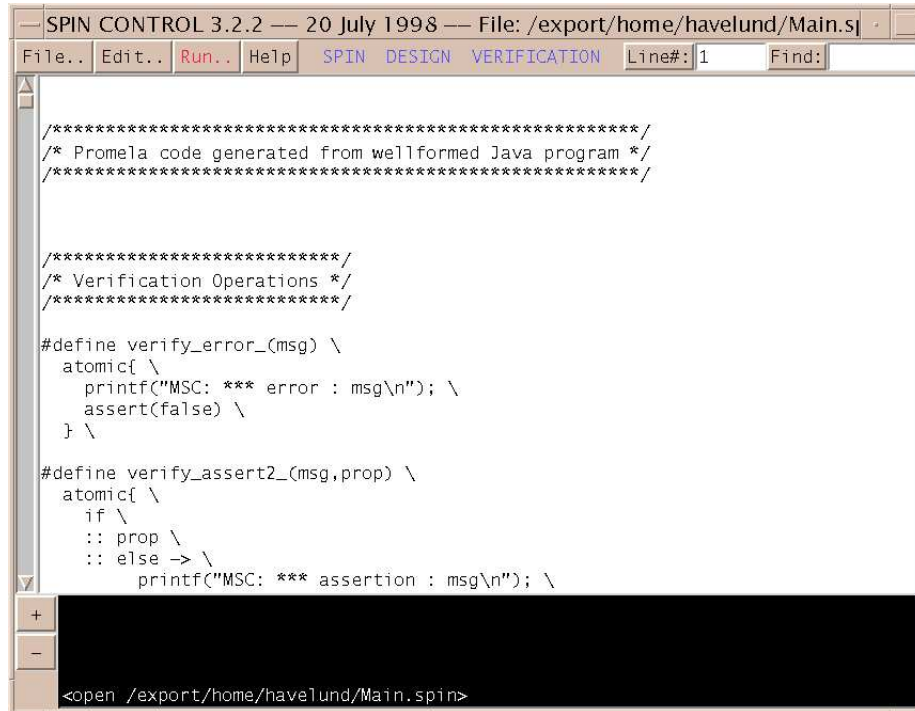 SPIN CONTROL 3.2.2 -- 20 July 1998 -- File: /export/home/havelund/Main.sp
File.. Edit.. Run.. Help SPIN DESIGN VERIFICATION Line#: 1 Find:
/*******************************************************/
/* Promela code generated from wellformed Java program */
/*******************************************************/
/***************************/
/* Verification Operations */
/***************************/
#define verify_error_(msg) \
atomic{ \
printf("MSC: *** error : msg\n"); \
assert(false) \
} \
#define verify_assert2_(msg,prop) \
atomic{ \
if \
:: prop \
:: else -> \
printf("MSC: *** assertion : msg\n"); \
+
-
<open /export/home/havelund/Main.spin>